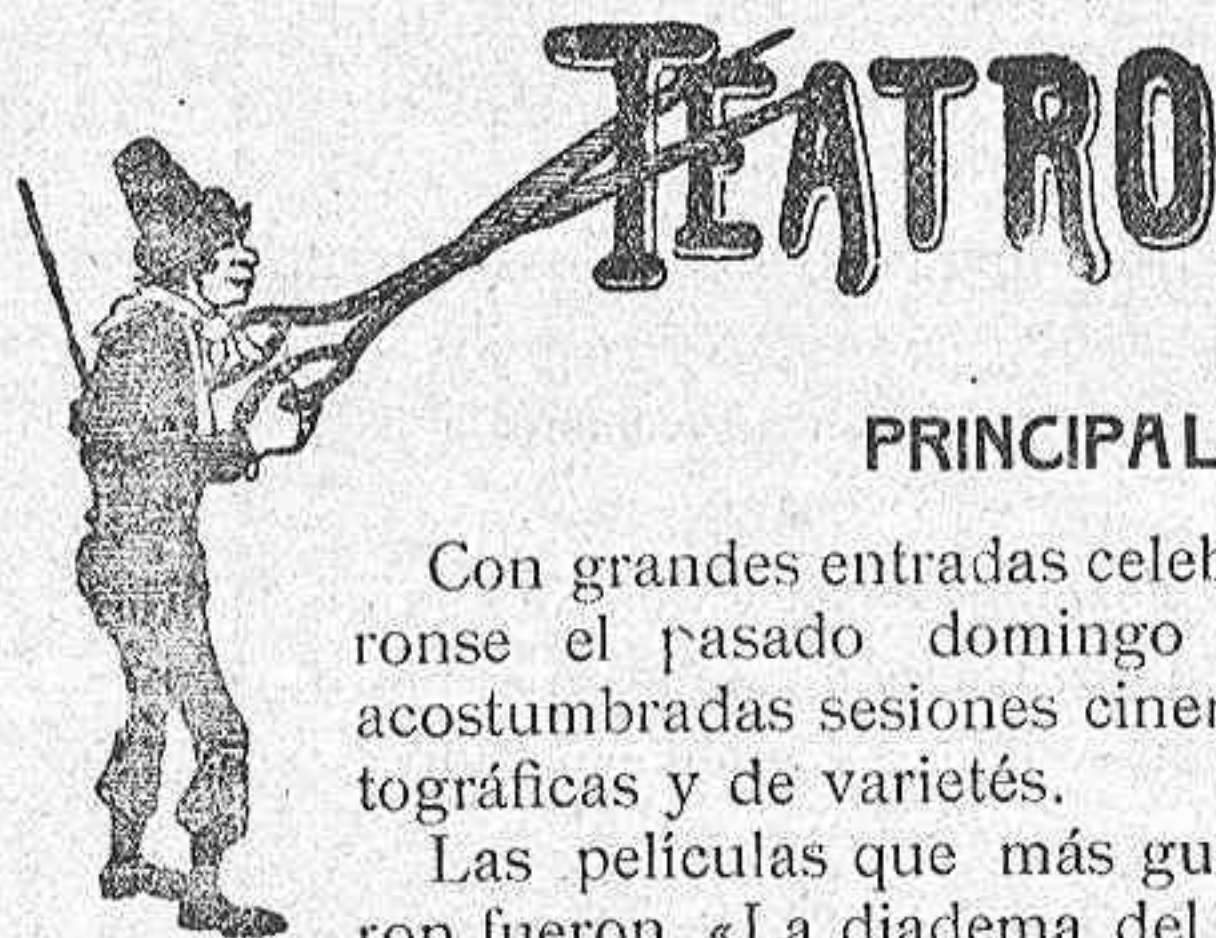 TEATRO
PRINCIPAL
Con grandes entradas celeb
ronse el pasado domingo
acostumbradas sesiones cinem
tográficas y de varietés.
Las películas que más gu
ron fueron «La diadema del